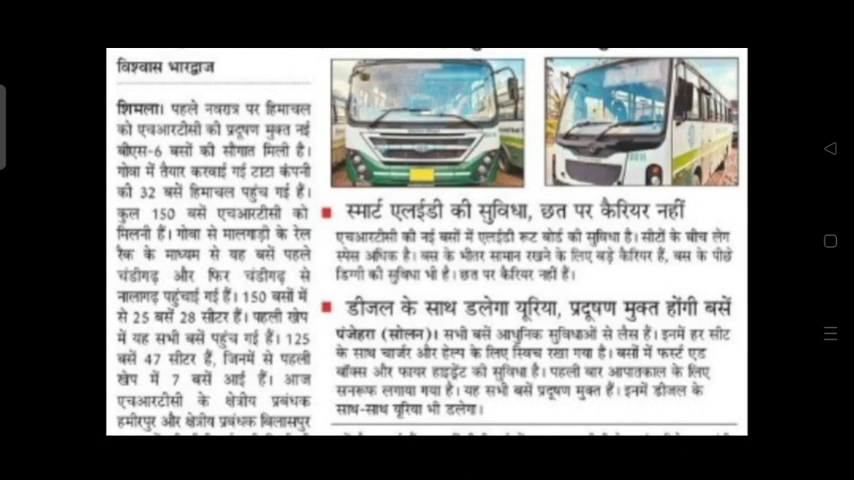 विश्वास भारद्वाज
शिमला। पहले नवरात्र पर हिमाचल
को एचआरटीसी की प्रदूषण मुक्त नई
बीएस-6 बसों की सौगात मिली है।
गोवा में तैयार करवाई गई टाटा कंपनी
की 32 बसें हिमाचल पहुंच गई हैं।
कुल 150 बसें एचआरटीसी को
मिलनी हैं। गोवा से मालगाड़ी के रेल
रैक के माध्यम से यह बसें पहले
चंडीगढ़ और फिर चंडीगढ़ से
नालागढ़ पहुंचाई गई हैं। 150 बसों में
से 25 बसें 28 सीटर हैं। पहली खेप
में यह सभी बसें पहुंच गई हैं। 125
बसें 47 सीटर हैं, जिनमें से पहली
खेप में 7 बसें आई हैं। आज
एचआरटीसी के क्षेत्रीय प्रबंधक
हमीरपुर और क्षेत्रीय प्रबंधक बिलासपुर
स्मार्ट एलईडी की सुविधा, छत पर कैरियर नहीं
एचआरटीसी की नई बसों में एलईडी रूट बोर्ड की सुविधा है। सीटों के बीच लेग
स्पेस अधिक है। बस के भीतर सामान रखने के लिए बड़े कैरियर हैं, बस के पीछे
डिग्गी की सुविधा भी है। छत पर कैरियर नहीं हैं।
डीजल के साथ डलेगा यूरिया, प्रदूषण मुक्त होंगी बसें
पंजेहरा (सोलन)। सभी बसें आधुनिक सुविधाओं से लैस हैं। इनमें हर सीट
के साथ चार्जर और हेल्प के लिए स्विच रखा गया है। बसों में फर्स्ट एड
बॉक्स और फायर हाइड्रेंट की सुविधा है। पहली बार आपातकाल के लिए
सनरूफ लगाया गया है। यह सभी बसें प्रदूषण मुक्त हैं। इनमें डीजल के
साथ-साथ यूरिया भी डलेगा।